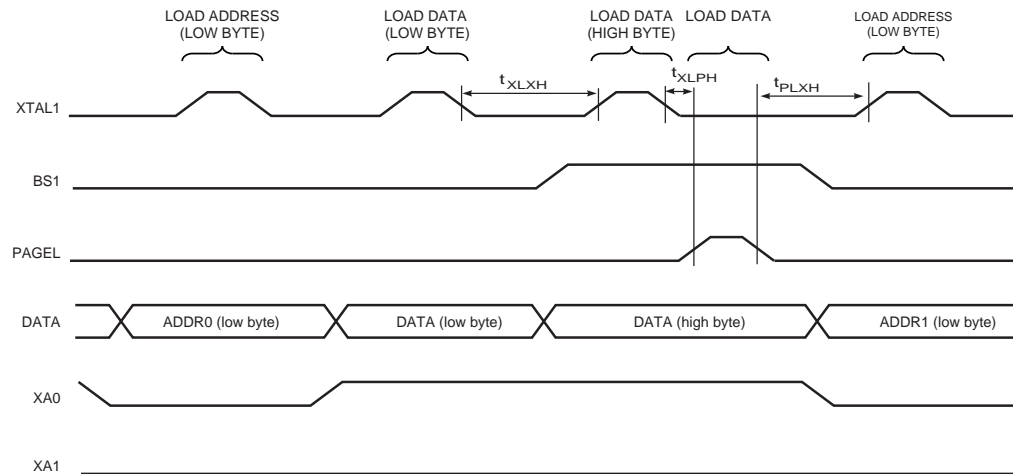 LOAD ADDRESS
(LOW BYTE)
LOAD DATA
(LOW BYTE)
LOAD DATA
(HIGH BYTE)
LOAD DATA
LOAD ADDRESS
(LOW BYTE)
XTAL1
tXLXH
tXLPH
tPLXH
BS1
PAGEL
DATA
ADDR0 (low byte)
DATA (low byte)
DATA (high byte)
ADDR1 (low byte)
XA0
XA1